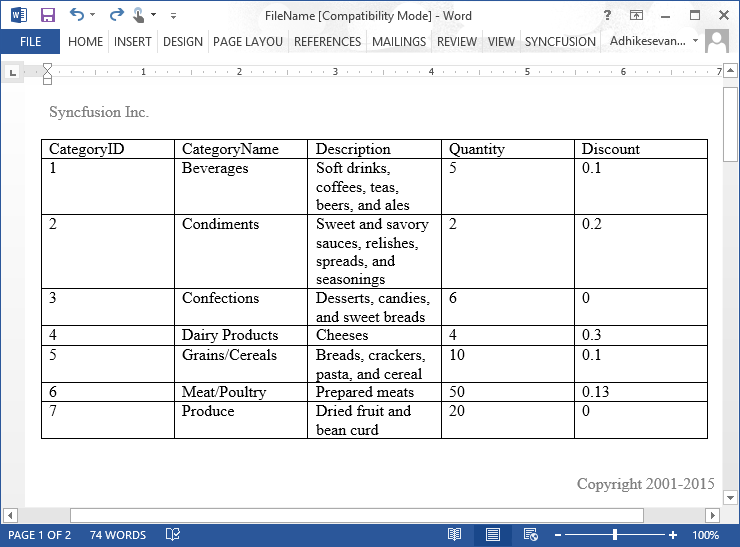 FileName [Compatibility Mode] - Word
FILE HOME INSERT DESIGN PAGE LAYOU REFERENCES MAILINGS REVIEW VIEW SYNCFUSION Adhikesevan...
1 2 3 4 5 6 7
Syncfusion Inc.
CategoryID CategoryName Description Quantity Discount
1 Beverages Soft drinks, 5 0.1
coffees, teas,
beers, and ales
2 Condiments Sweet and savory 2 0.2
sauces, relishes,
spreads, and
seasonings
3 Confections Desserts, candies, 6 0
and sweet breads
4 Dairy Products Cheeses 4 0.3
5 Grains/Cereals Breads, crackers, 10 0.1
pasta, and cereal
6 Meat/Poultry Prepared meats 50 0.13
7 Produce Dried fruit and 20 0
bean curd
Copyright 2001-2015
PAGE 1 OF 2 74 WORDS 100%